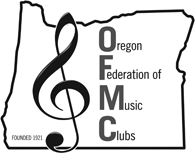 Oregon
Federation of
Music
Clubs
FOUNDED 1921